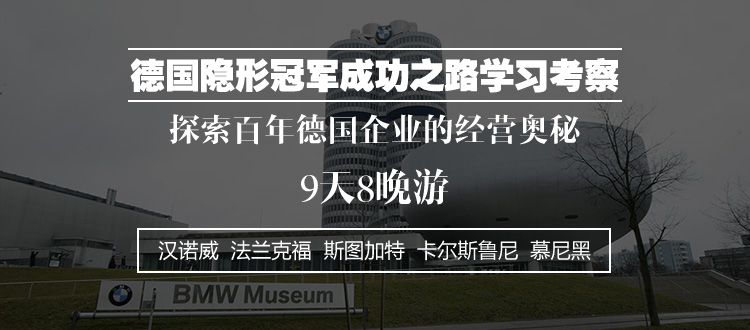 德国隐形冠军成功之路学习考察
探索百年德国企业的经营奥秘
9天8晚游
汉诺威 法兰克福 斯图加特 卡尔斯鲁尼 慕尼黑
BMW Museum